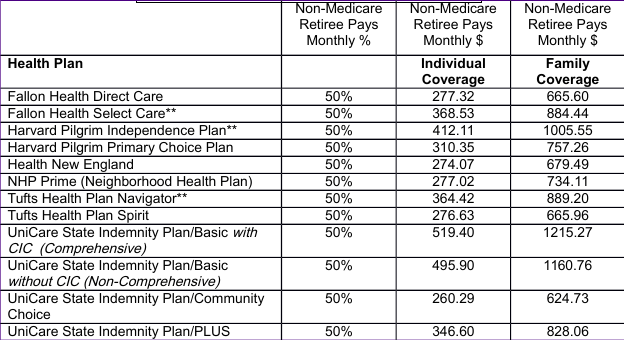 Non-Medicare Non-Medicare Non-Medicare
Retiree Pays Retiree Pays Retiree Pays
Monthly % Monthly $ Monthly $
Health Plan Individual Family
Coverage Coverage
Fallon Health Direct Care 50% 277.32 665.60
Fallon Health Select Care** 50% 368.53 884.44
Harvard Pilgrim Independence Plan** 50% 412.11 1005.55
Harvard Pilgrim Primary Choice Plan 50% 310.35 757.26
Health New England 50% 274.07 679.49
NHP Prime (Neighborhood Health Plan) 50% 277.02 734.11
Tufts Health Plan Navigator** 50% 364.42 889.20
Tufts Health Plan Spirit 50% 276.63 665.96
UniCare State Indemnity Plan/Basic with 50% 519.40 1215.27
CIC (Comprehensive)
UniCare State Indemnity Plan/Basic 50% 495.90 1160.76
without CIC (Non-Comprehensive)
UniCare State Indemnity Plan/Community 50% 260.29 624.73
Choice
UniCare State Indemnity Plan/PLUS 50% 346.60 828.06